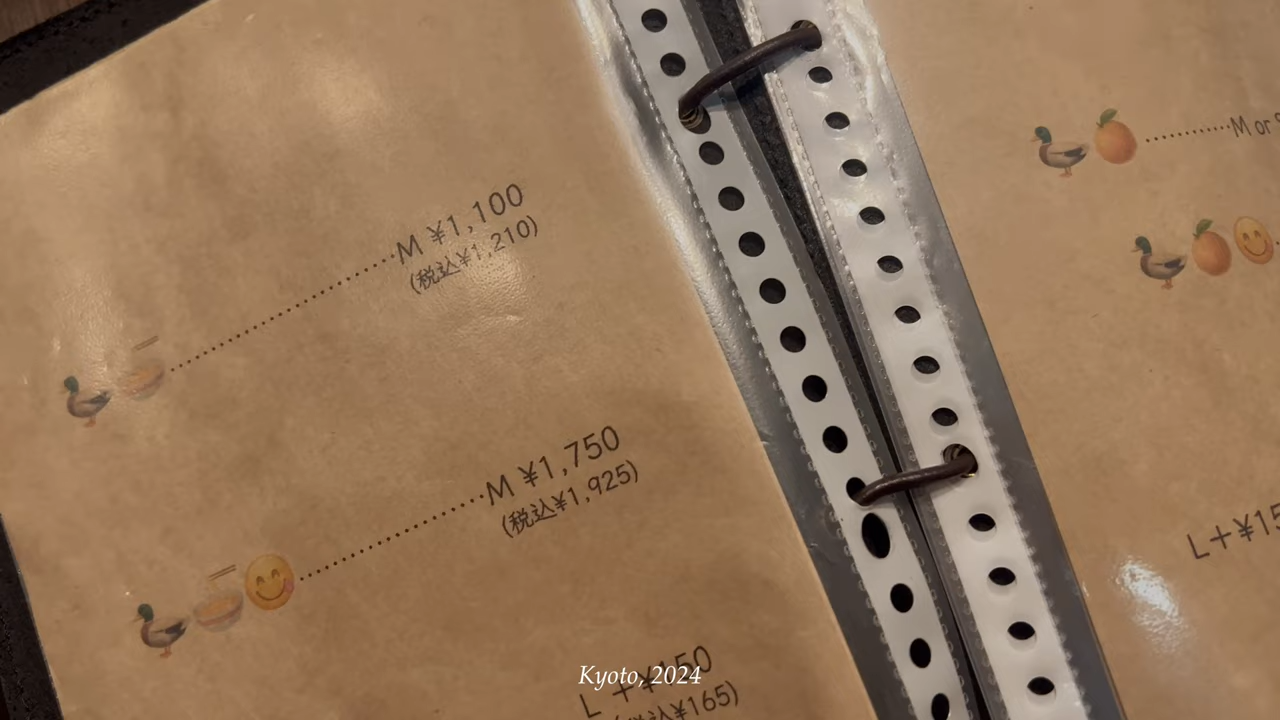 M ¥1,100
(税込¥1,210)
M ¥1,750
(税込¥1,925)
L +¥150
(税込¥165)
M or
L+¥15
Kyoto, 2024